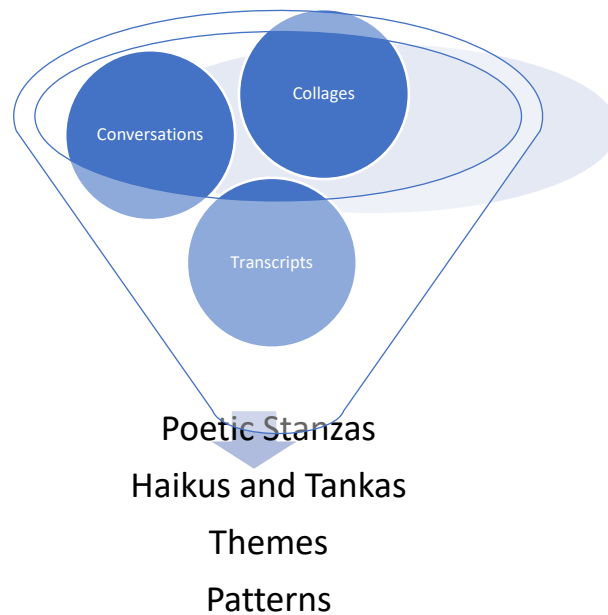 Collages
Conversations
Transcripts
Poetic Stanzas
Haikus and Tankas
Themes
Patterns